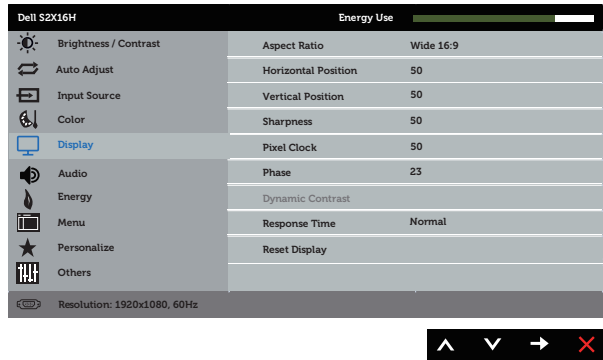 Dell S2X16H Energy Use
Brightness / Contrast
Auto Adjust
Input Source
Color
Display
Audio
Energy
Menu
Personalize
Others
Aspect Ratio Wide 16:9
Horizontal Position 50
Vertical Position 50
Sharpness 50
Pixel Clock 50
Phase 23
Dynamic Contrast
Response Time Normal
Reset Display
Resolution: 1920x1080, 60Hz